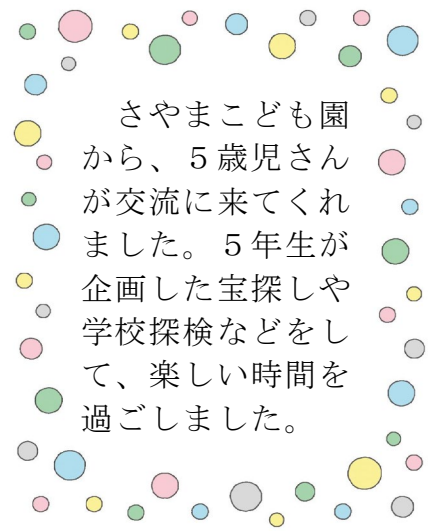 さやまこども園
から、５歳児さん
が交流に来てくれ
ました。５年生が
企画した宝探しや
学校探検などをし
て、楽しい時間を
過ごしました。